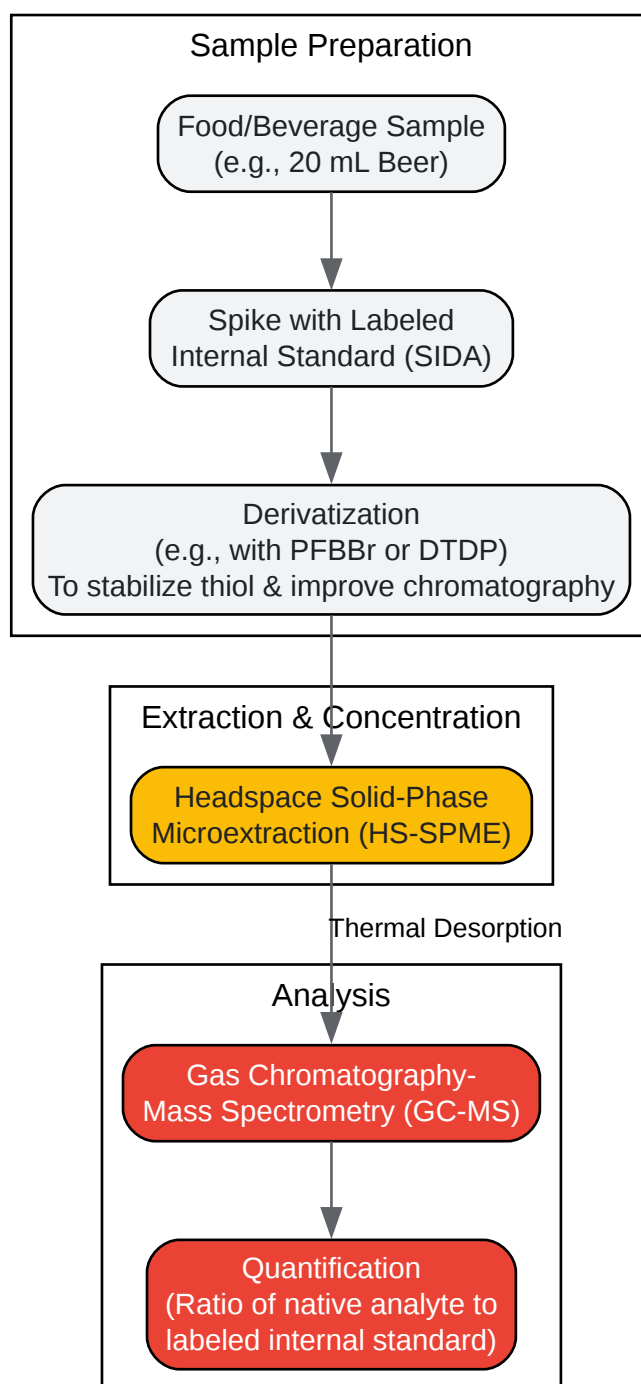 Sample Preparation
Food/Beverage Sample
(e.g., 20 mL Beer)
Spike with Labeled
Internal Standard (SIDA)
Derivatization
(e.g., with PFBBr or DTDP)
To stabilize thiol & improve chromatography
Extraction & Concentration
Headspace Solid-Phase
Microextraction (HS-SPME)
Thermal Desorption
Analysis
Gas Chromatography-
Mass Spectrometry (GC-MS)
Quantification
(Ratio of native analyte to
labeled internal standard)